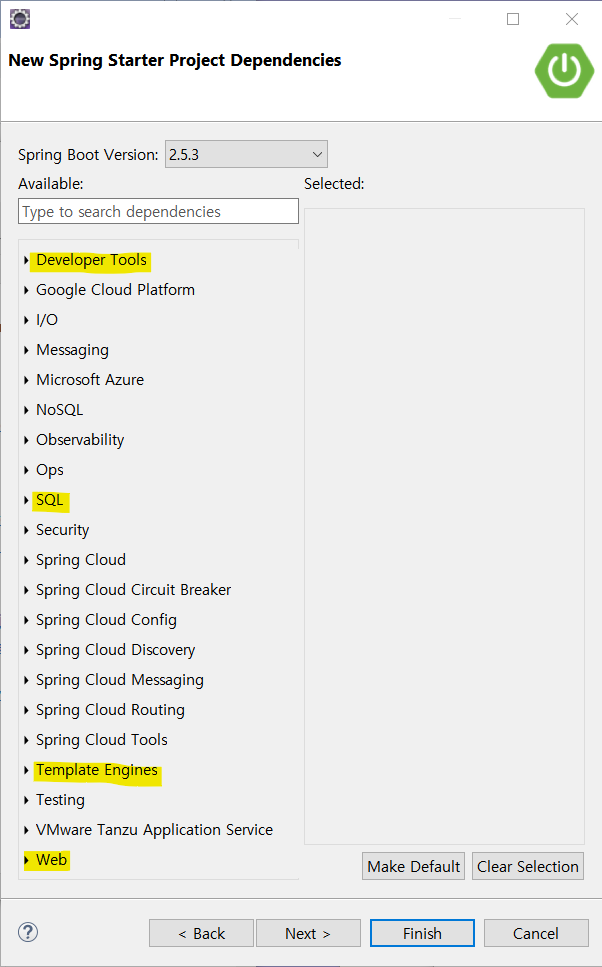 New Spring Starter Project Dependencies
Spring Boot Version: 2.5.3
Available:
Selected:
Type to search dependencies
Developer Tools
Google Cloud Platform
I/O
Messaging
Microsoft Azure
NoSQL
Observability
Ops
SQL
Security
Spring Cloud
Spring Cloud Circuit Breaker
Spring Cloud Config
Spring Cloud Discovery
Spring Cloud Messaging
Spring Cloud Routing
Spring Cloud Tools
Template Engines
Testing
VMware Tanzu Application Service
Web
Make Default Clear Selection
? < Back Next > Finish Cancel